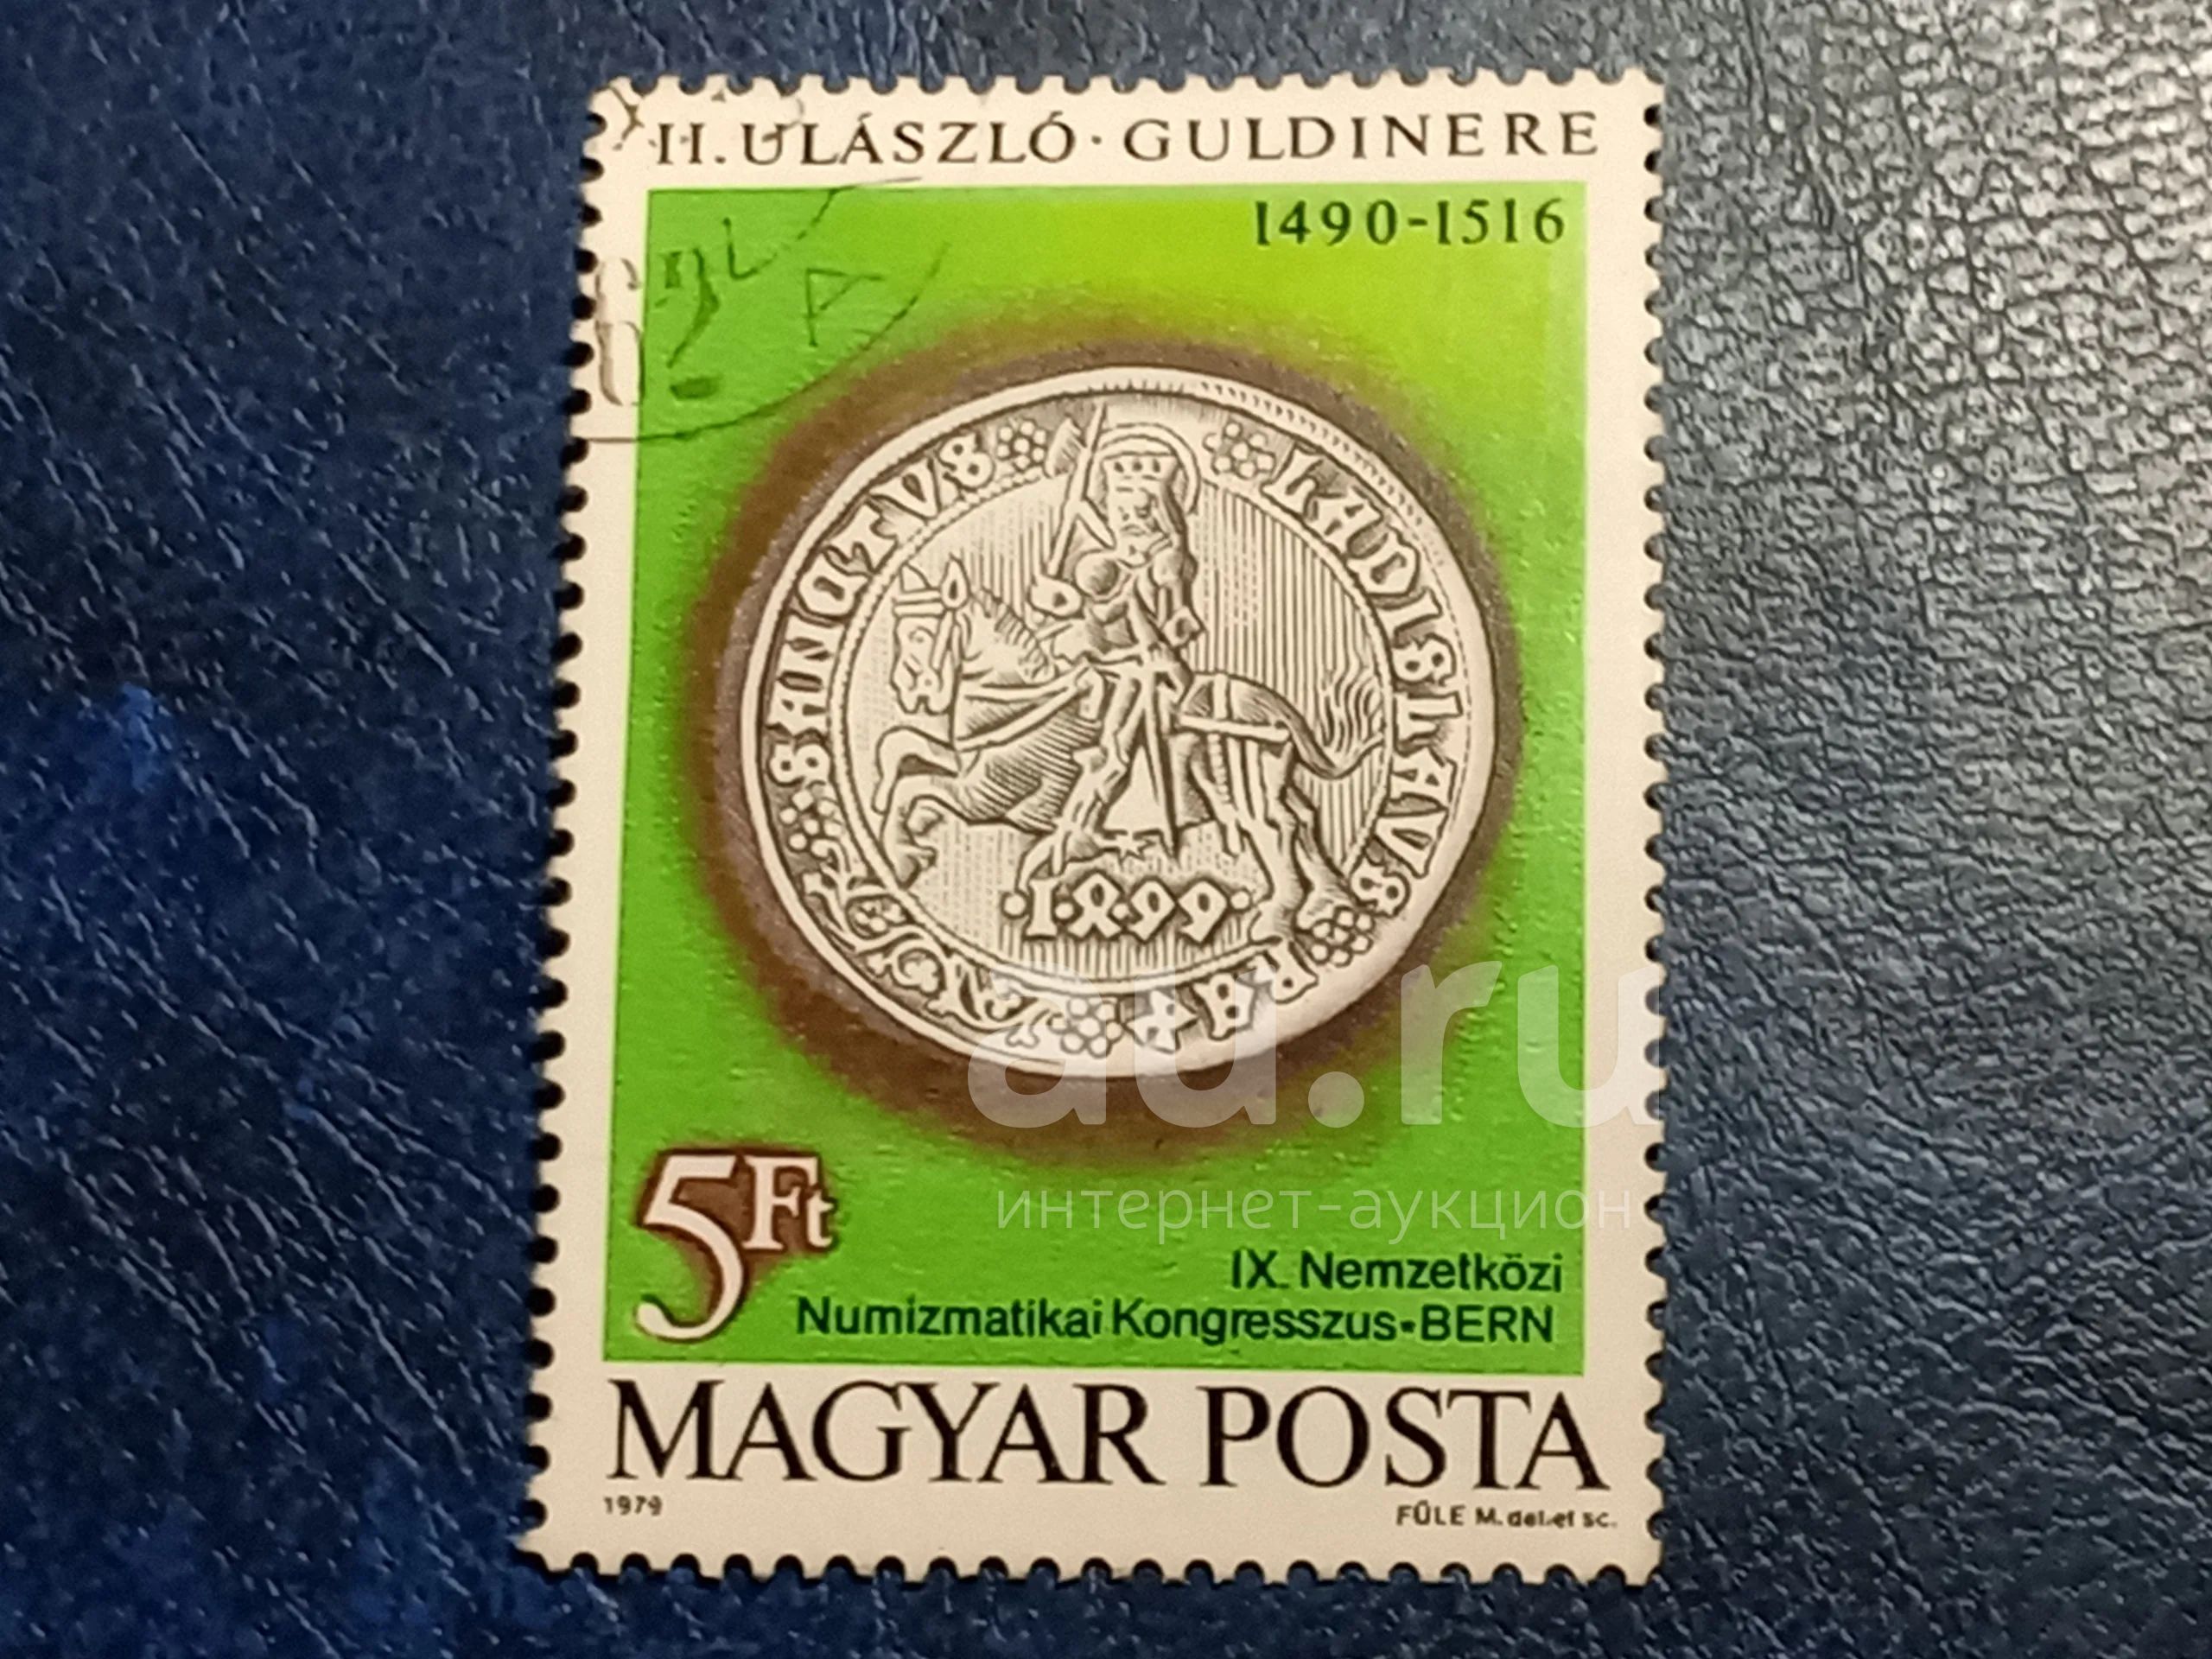 II. ULÁSZLÓ · GULDINERE
1490-1516
SANCTVS LADISLAVS REX
·1499·
5Ft
IX. Nemzetközi
Numizmatikai Kongresszus•BERN
MAGYAR POSTA
1979
FÜLE M. del. et sc.
au.ru
интернет-аукцион